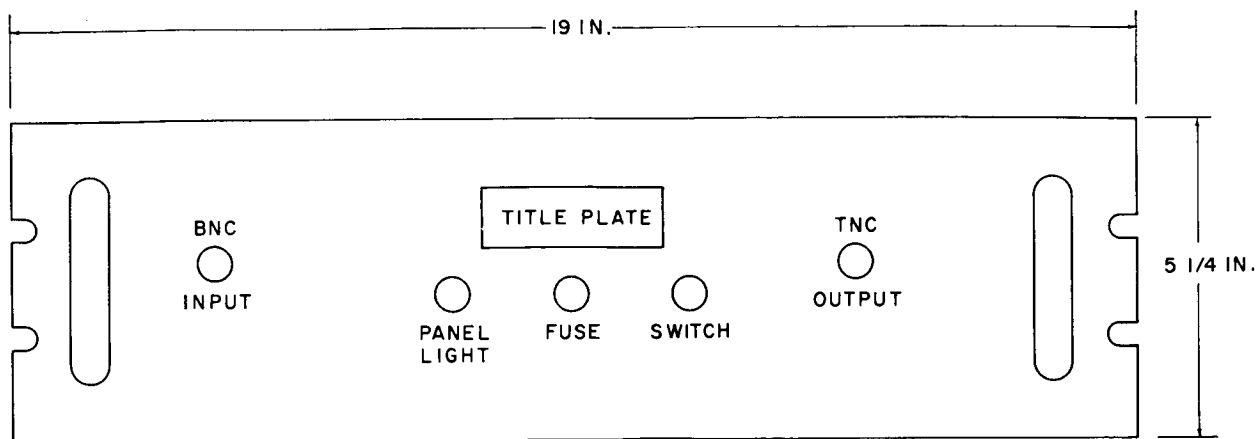 19 IN.
TITLE PLATE
BNC
TNC
INPUT
OUTPUT
5 1/4 IN.
PANEL
LIGHT
FUSE
SWITCH